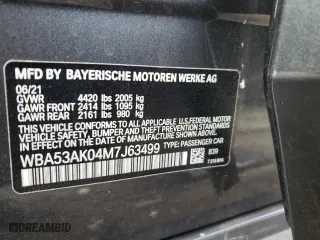 MFD BY BAYERISCHE MOTOREN WERKE AG
06/21
GVWR 4420 lbs 2005 kg
GAWR FRONT 2414 lbs 1095 kg
GAWR REAR 2161 lbs 980 kg
THIS VEHICLE CONFORMS TO ALL APPLICABLE FEDERAL MOTOR VEHICLE SAFETY, BUMPER, AND THEFT PREVENTION STANDARDS IN EFFECT ON THE DATE OF MANUFACTURE SHOWN ABOVE.
WBA53AK04M7J63499
TYPE: PASSENGER CAR
839
DREAMBID.COM